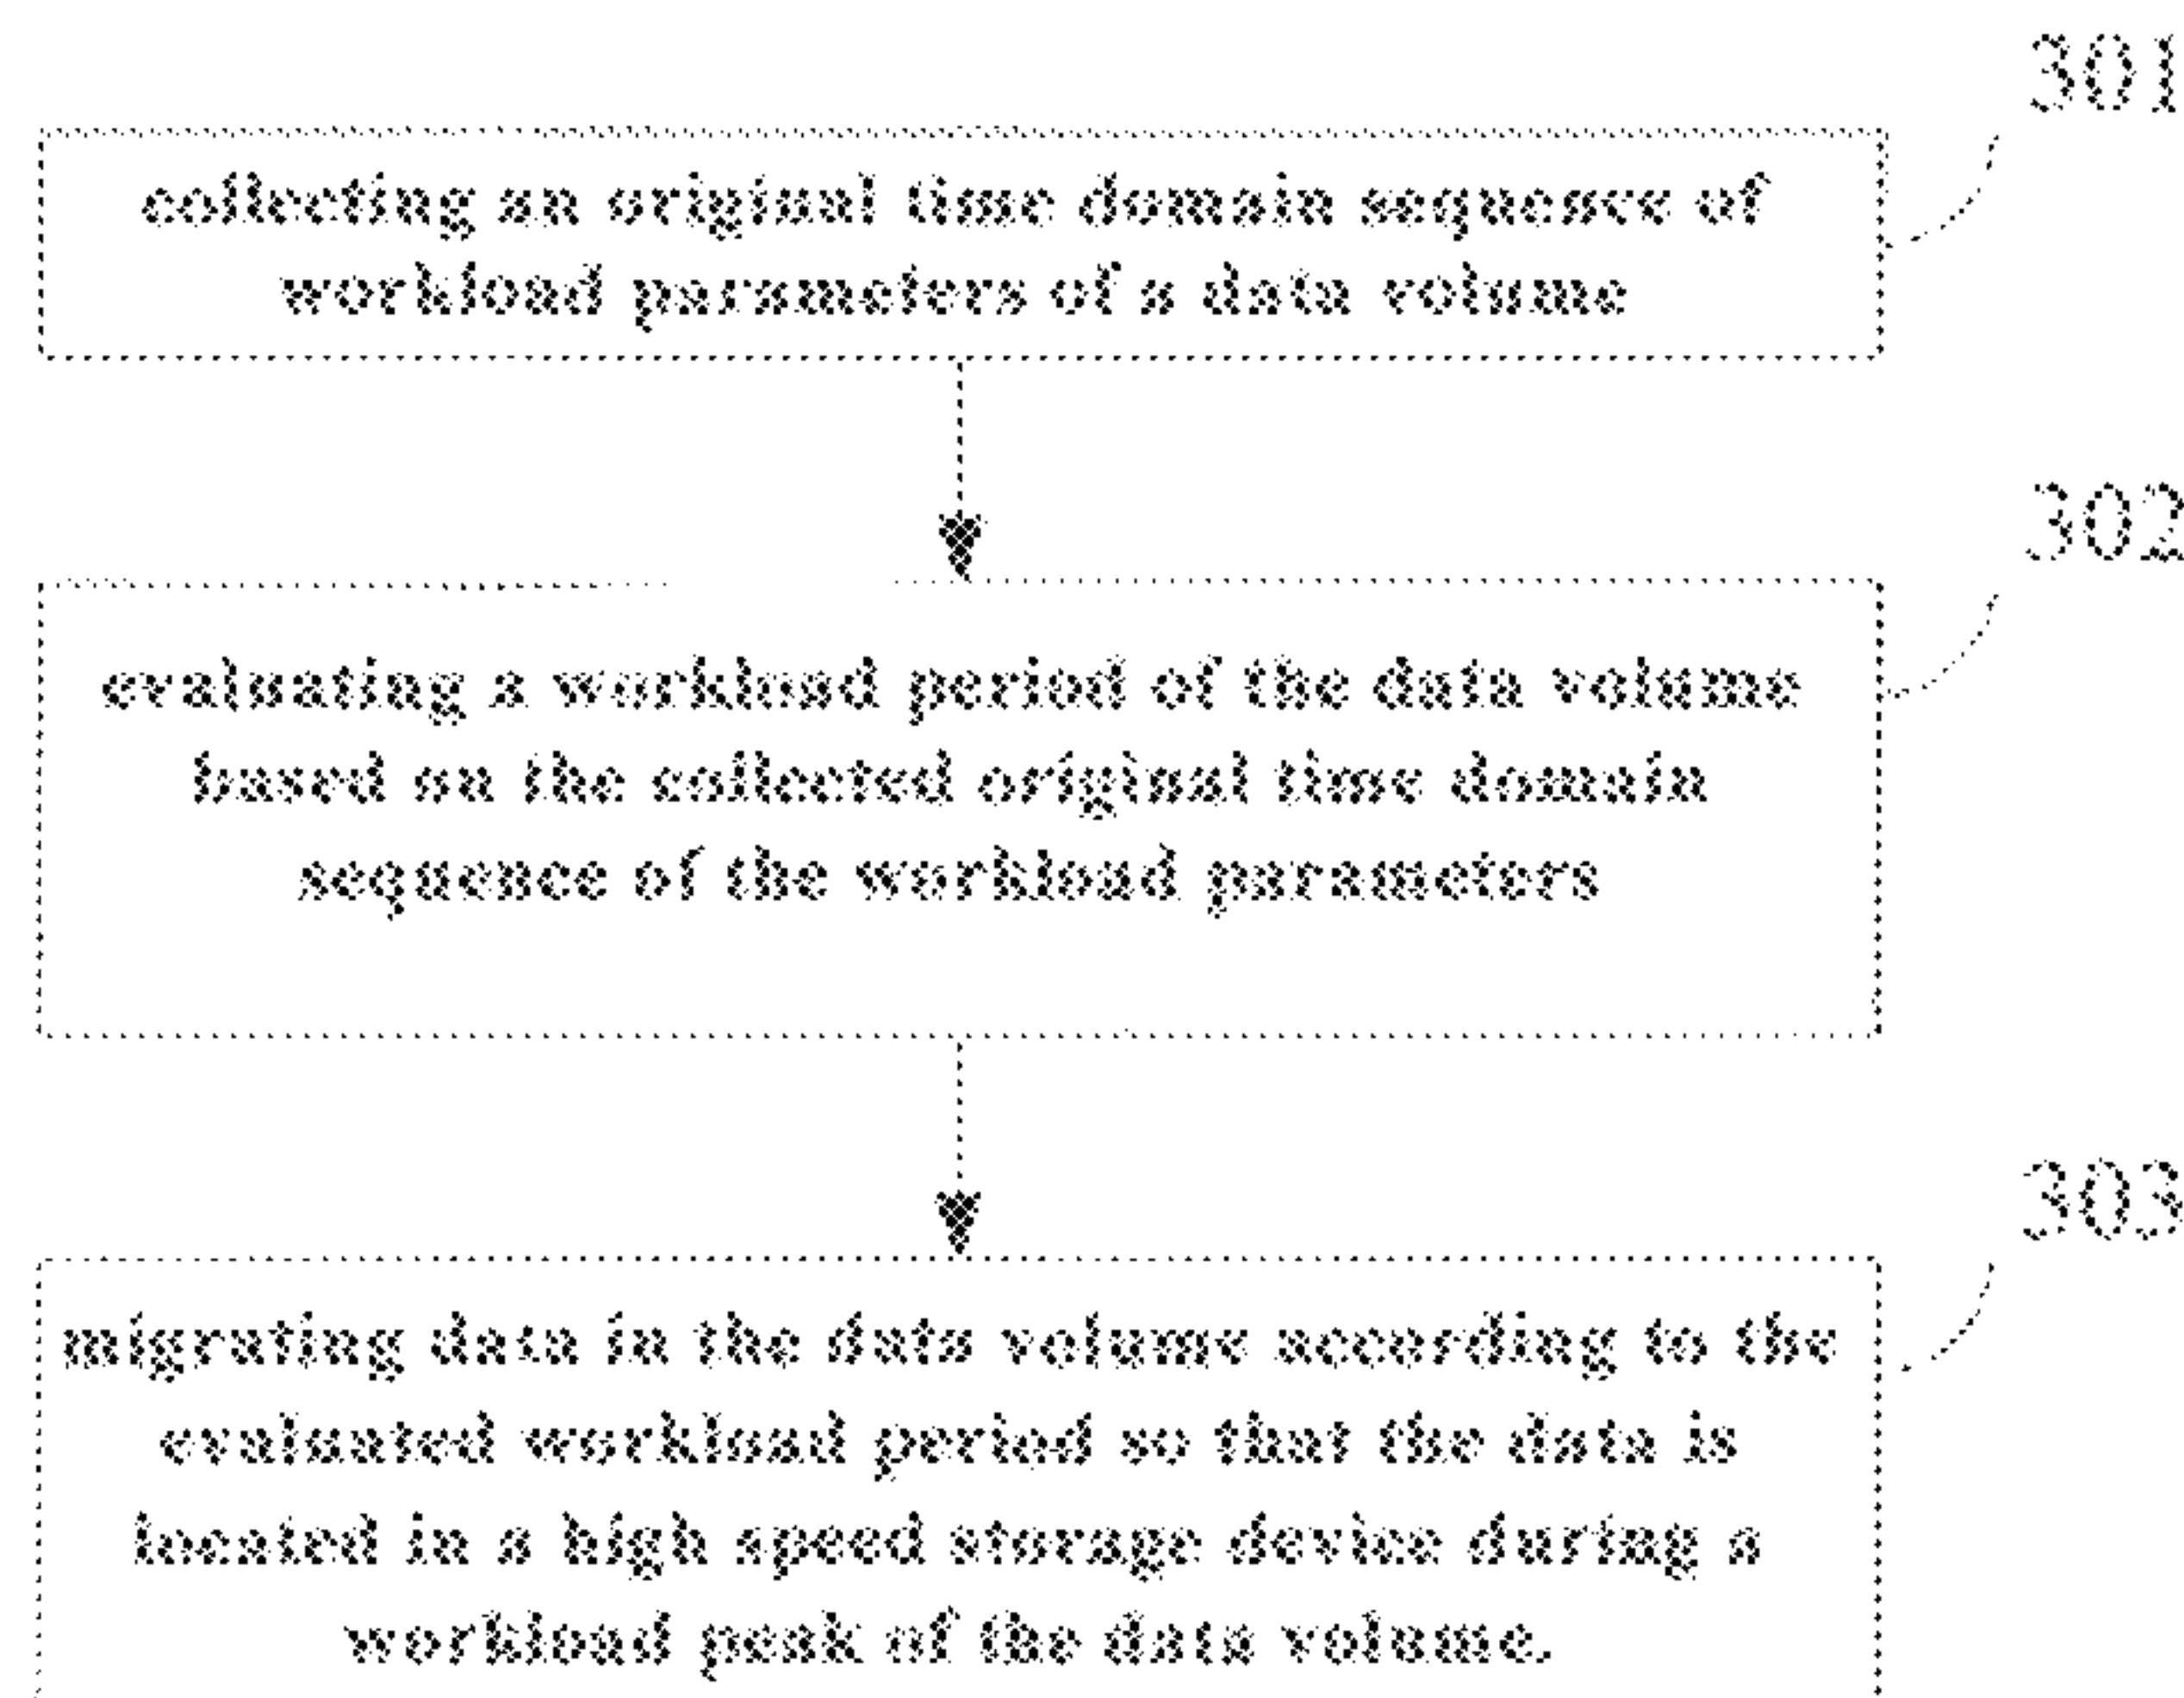 301
collecting an original time domain sequence of
workload parameters of a data volume
302
evaluating a workload period of the data volume
based on the collected original time domain
sequence of the workload parameters
303
migrating data in the data volume according to the
evaluated workload period so that the data is
located in a high speed storage device during a
workload peak of the data volume.